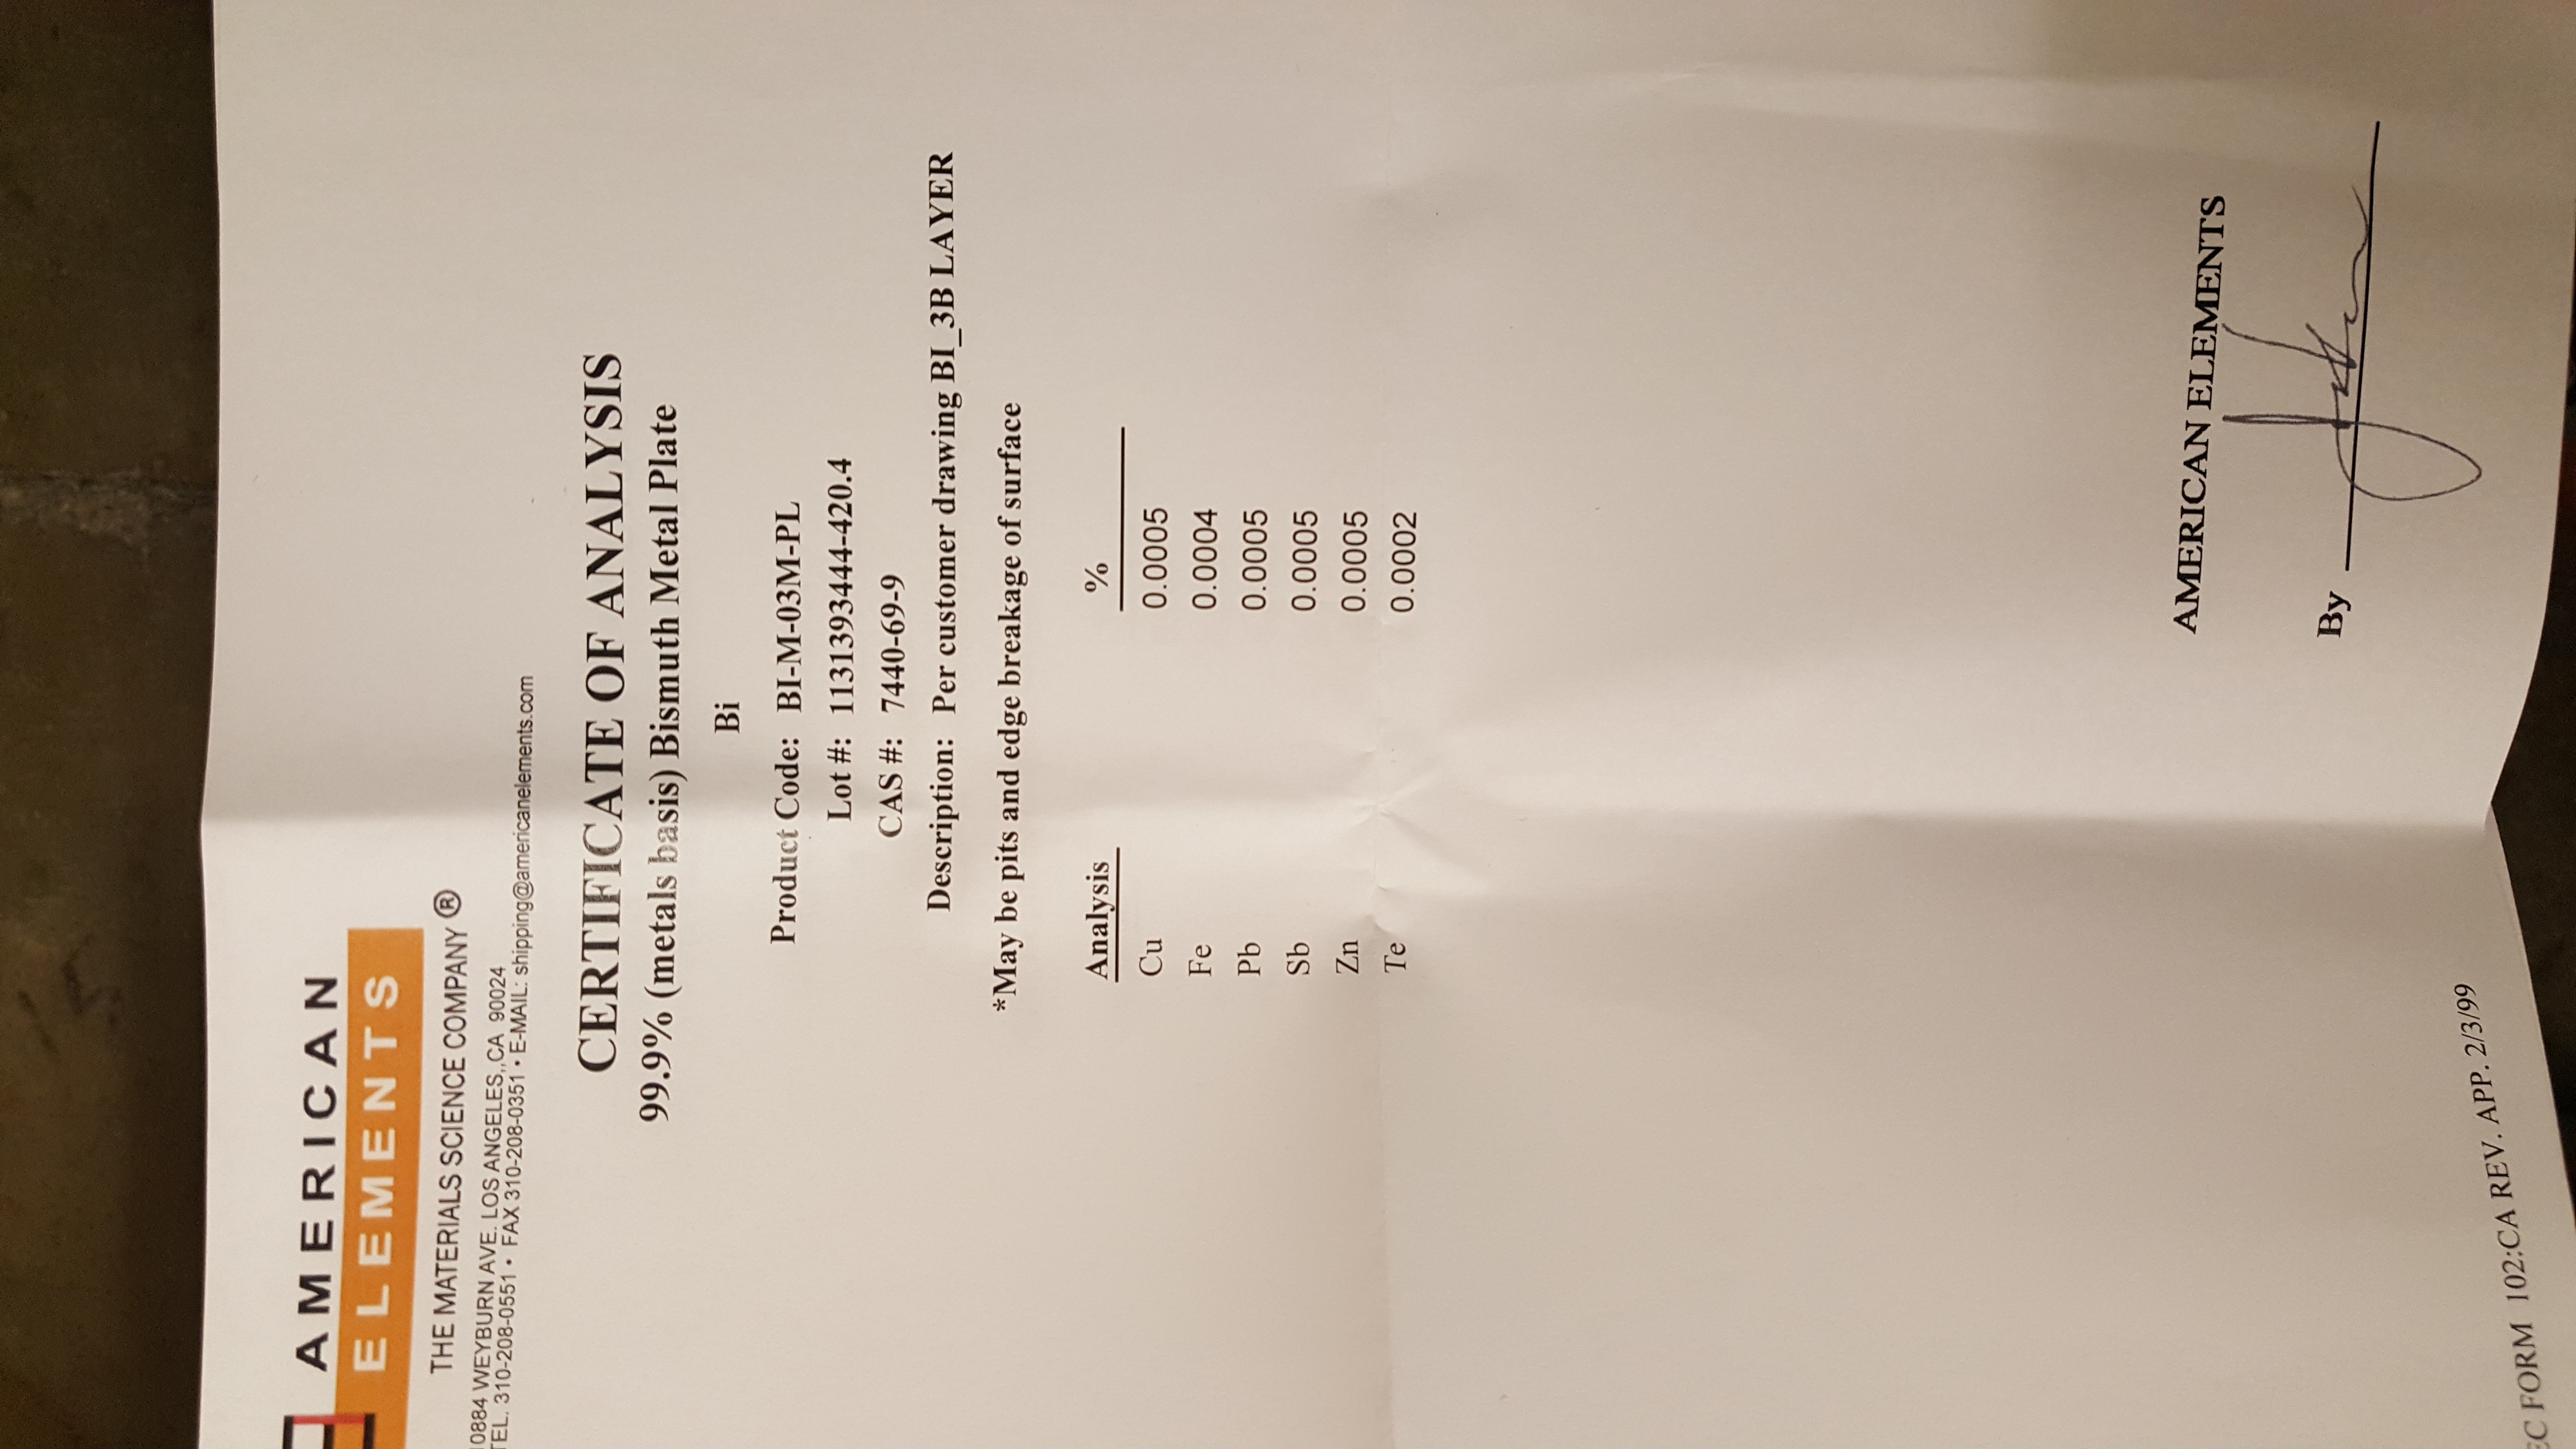 AMERICAN
ELEMENTS
THE MATERIALS SCIENCE COMPANY ®
0884 WEYBURN AVE. LOS ANGELES,,CA 90024
TEL. 310-208-0551 • FAX 310-208-0351 • E-MAIL: shipping@americanelements.com
CERTIFICATE OF ANALYSIS
99.9% (metals basis) Bismuth Metal Plate
Bi
Product Code: BI-M-03M-PL
Lot #: 1131393444-420.4
CAS #: 7440-69-9
Description: Per customer drawing BI_3B LAYER
*May be pits and edge breakage of surface
Analysis %
Cu 0.0005
Fe 0.0004
Pb 0.0005
Sb 0.0005
Zn 0.0005
Te 0.0002
AMERICAN ELEMENTS
By
EC FORM 102:CA REV. APP. 2/3/99